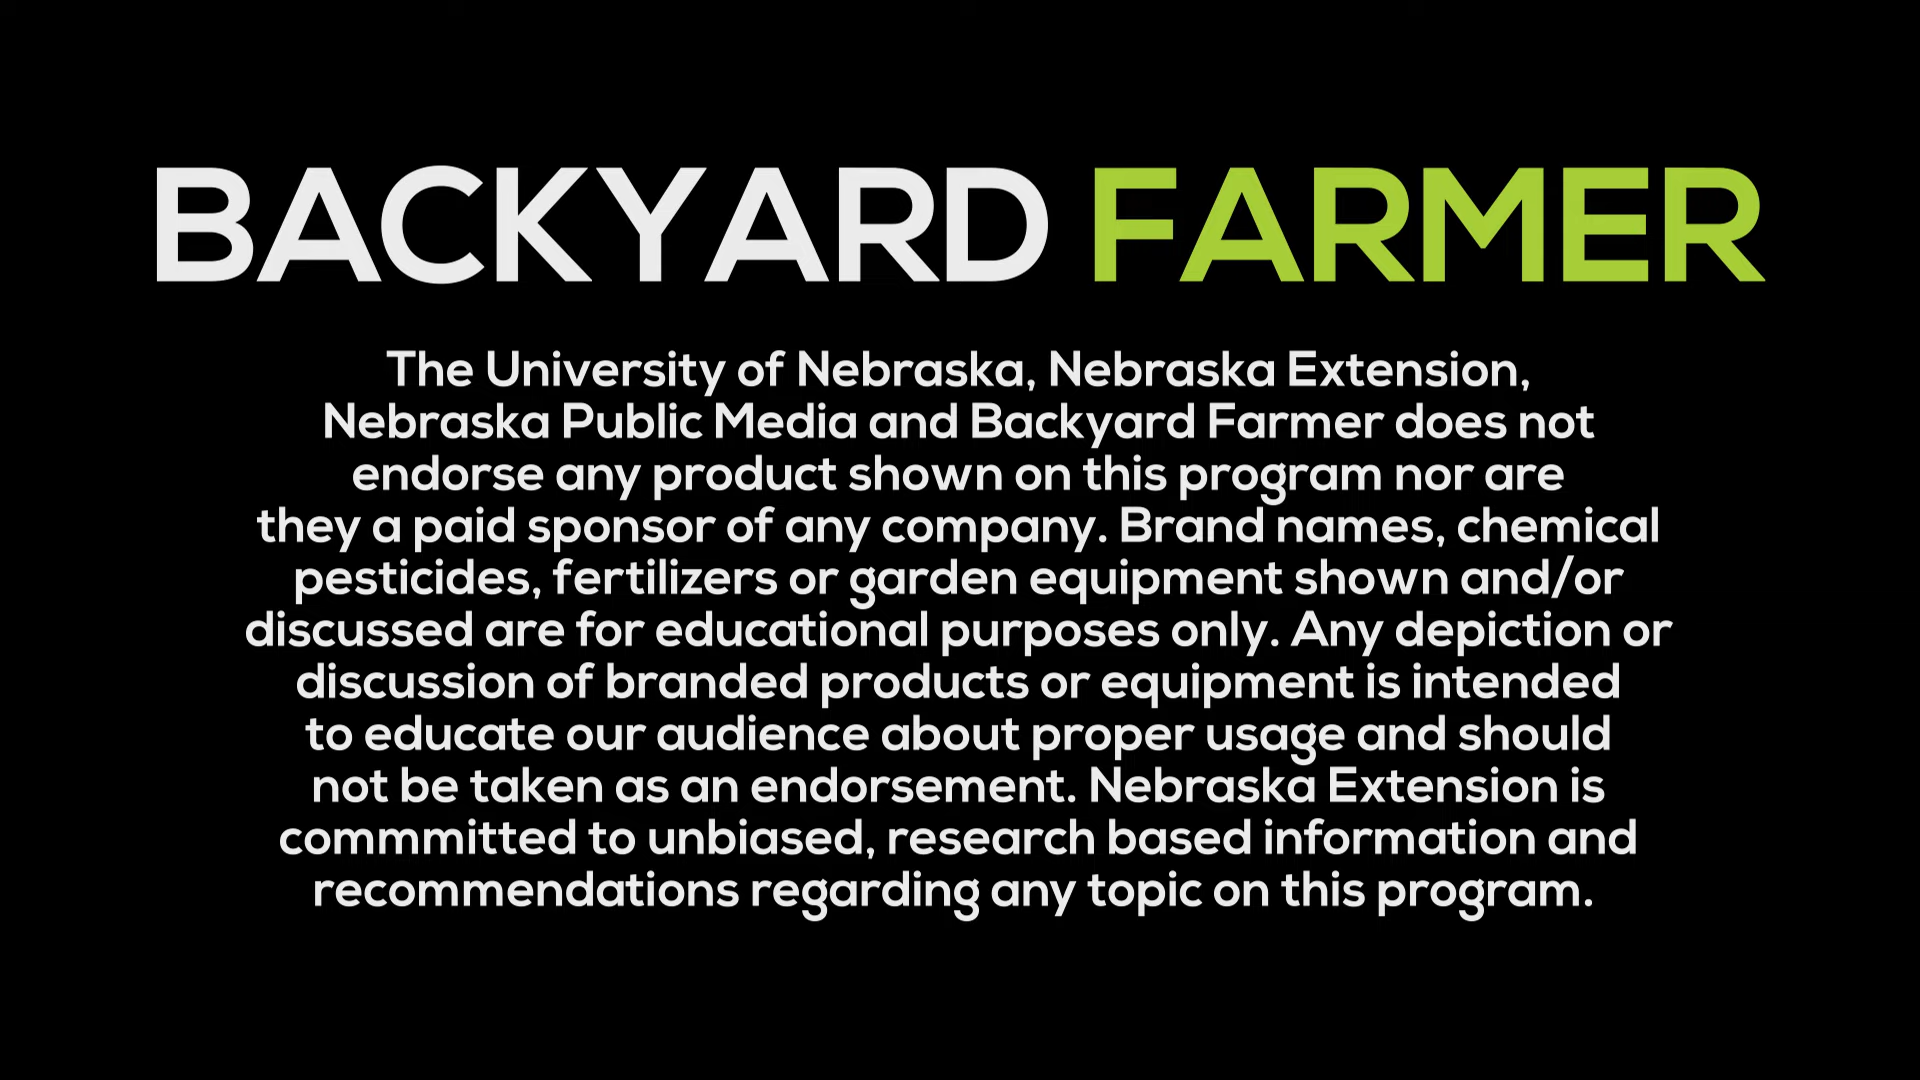 BACKYARD FARMER
The University of Nebraska, Nebraska Extension,
Nebraska Public Media and Backyard Farmer does not
endorse any product shown on this program nor are
they a paid sponsor of any company. Brand names, chemical
pesticides, fertilizers or garden equipment shown and/or
discussed are for educational purposes only. Any depiction or
discussion of branded products or equipment is intended
to educate our audience about proper usage and should
not be taken as an endorsement. Nebraska Extension is
commmitted to unbiased, research based information and
recommendations regarding any topic on this program.